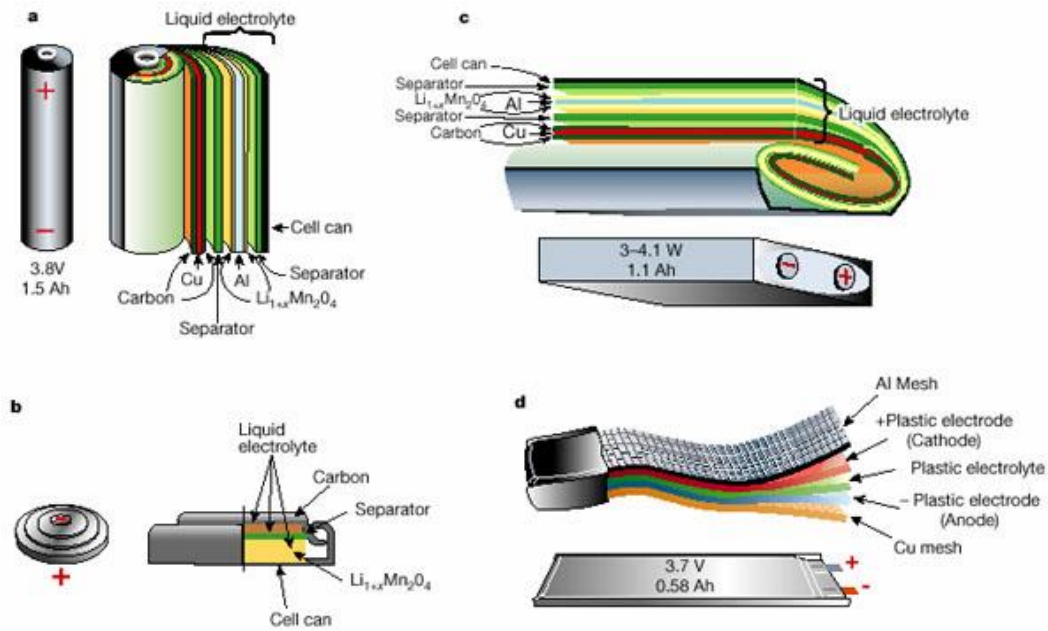 a
Liquid electrolyte
+
−
3.8V
1.5 Ah
Cell can
Cu
Al
Separator
Carbon
Li1+xMn2O4
Separator
b
Liquid
electrolyte
Carbon
Separator
+
Li1+xMn2O4
Cell can
c
Cell can
Separator
Li1+xMn2O4
Al
Separator
Carbon
Cu
Liquid electrolyte
3–4.1 W
1.1 Ah
− +
d
Al Mesh
+Plastic electrode
(Cathode)
Plastic electrolyte
− Plastic electrode
(Anode)
Cu mesh
3.7 V
0.58 Ah
+
-